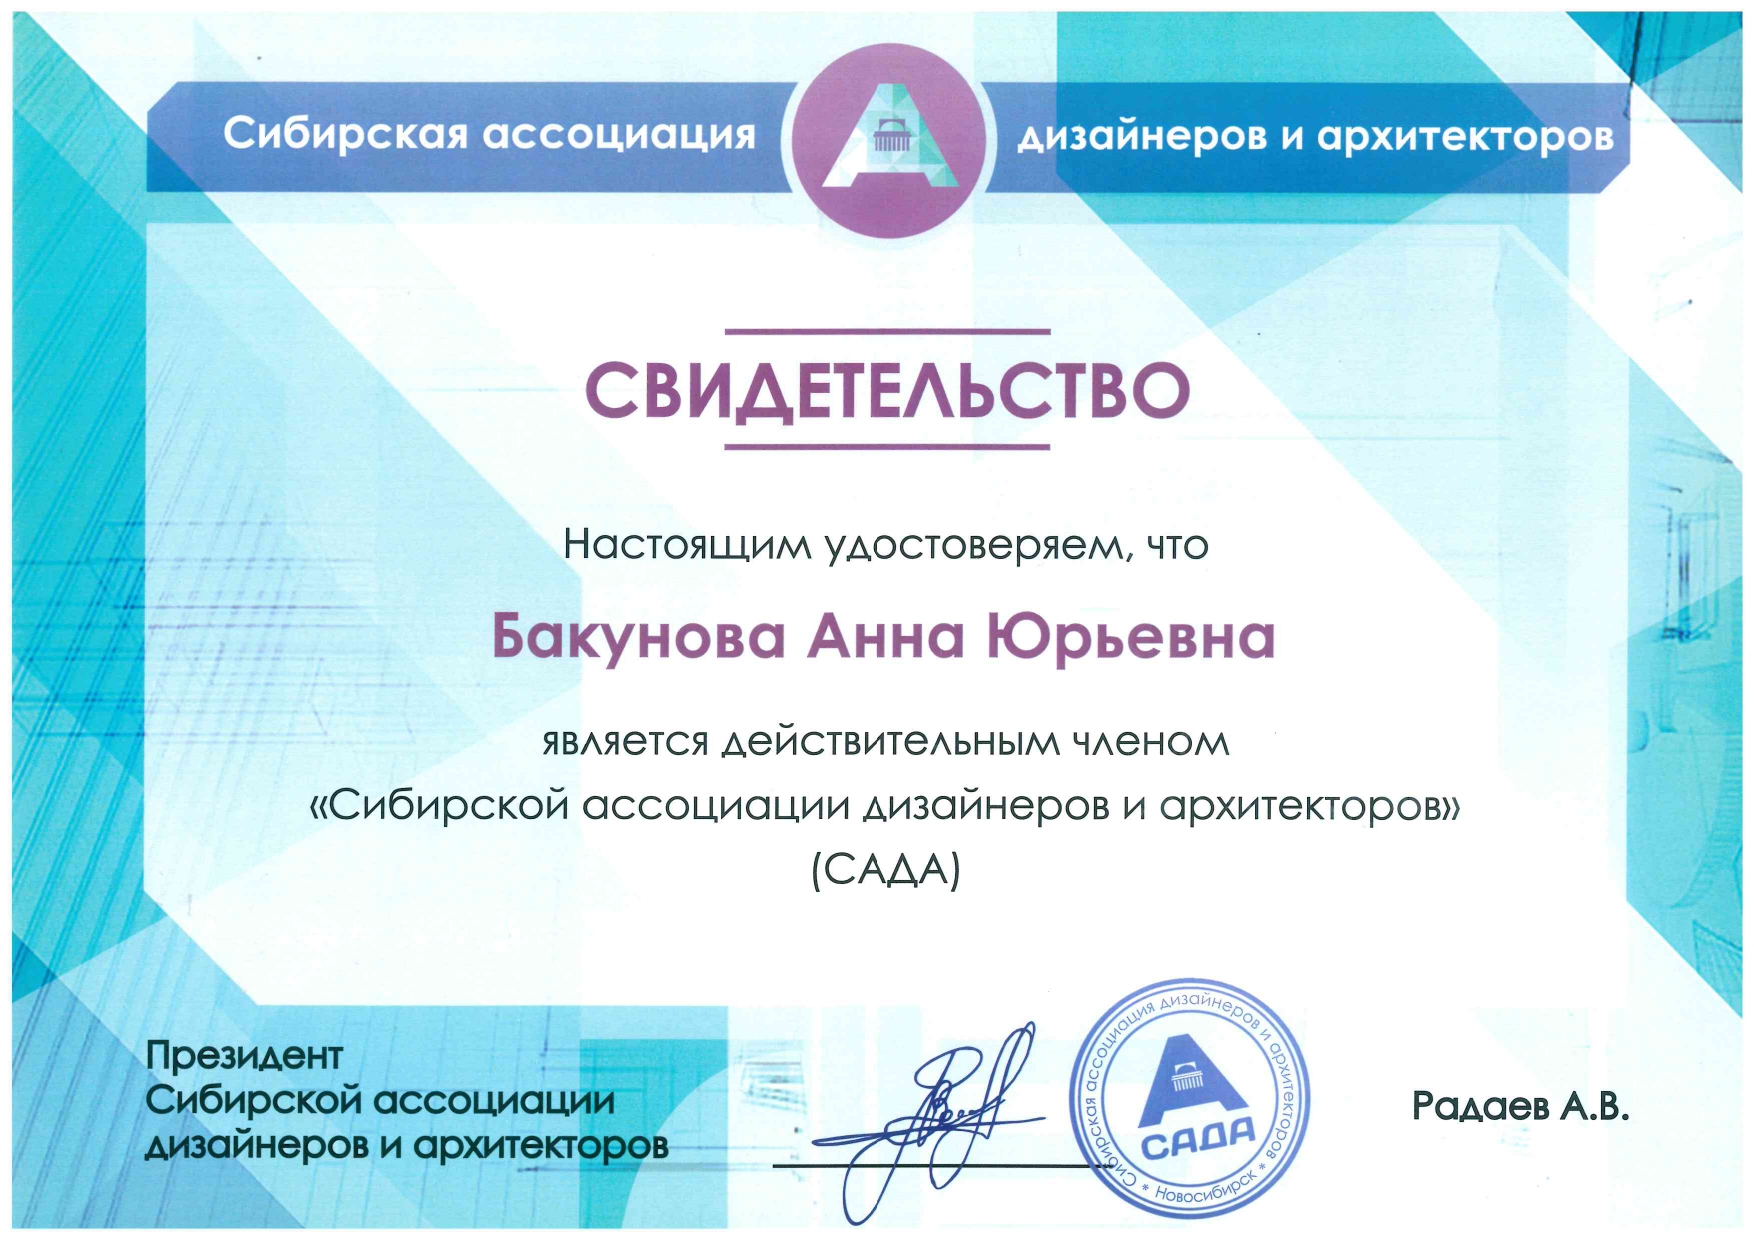 Сибирская ассоциация дизайнеров и архитекторов
СВИДЕТЕЛЬСТВО
Настоящим удостоверяем, что
Бакунова Анна Юрьевна
является действительным членом
«Сибирской ассоциации дизайнеров и архитекторов»
(САДА)
Президент
Сибирской ассоциации
дизайнеров и архитекторов
Сибирская ассоциация дизайнеров и архитекторов
САДА
* Новосибирск *
Радаев А.В.